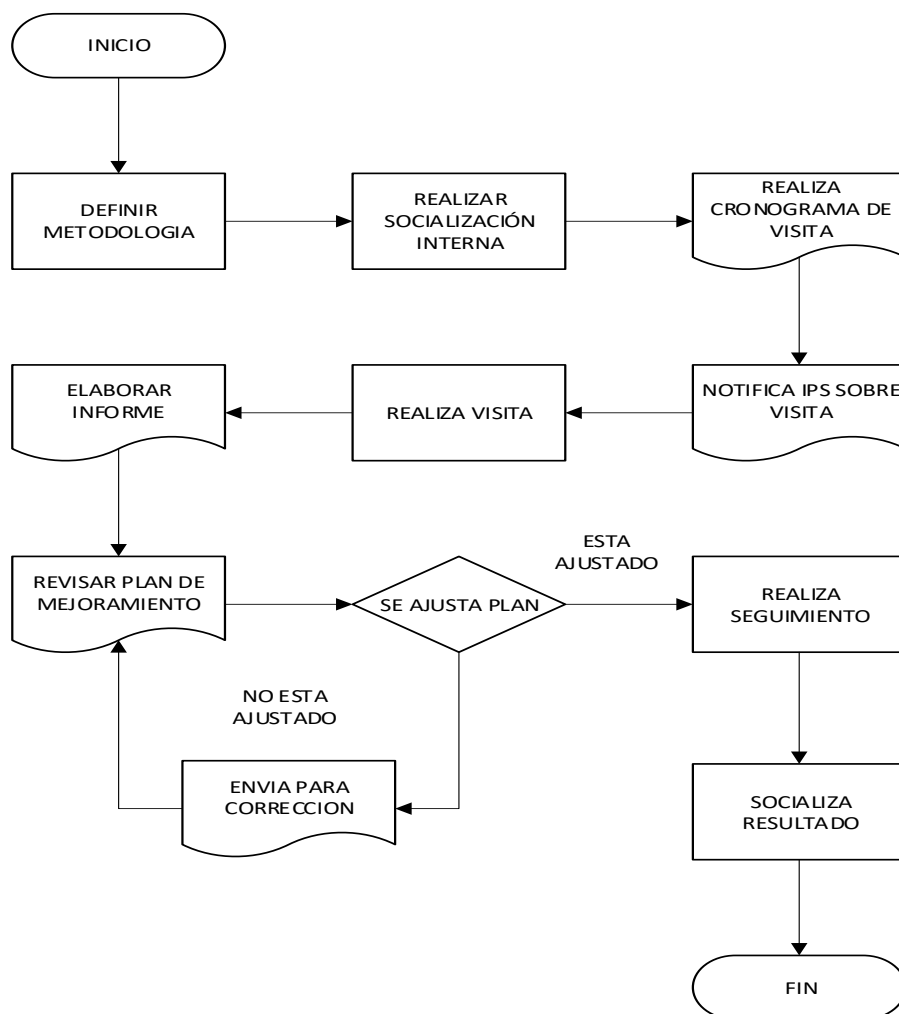 INICIO
DEFINIR
METODOLOGIA
REALIZAR
SOCIALIZACIÓN
INTERNA
REALIZA
CRONOGRAMA DE
VISITA
NOTIFICA IPS SOBRE
VISITA
REALIZA VISITA
ELABORAR
INFORME
REVISAR PLAN DE
MEJORAMIENTO
SE AJUSTA PLAN
ESTA
AJUSTADO
NO ESTA
AJUSTADO
ENVIA PARA
CORRECCION
REALIZA
SEGUIMIENTO
SOCIALIZA
RESULTADO
FIN